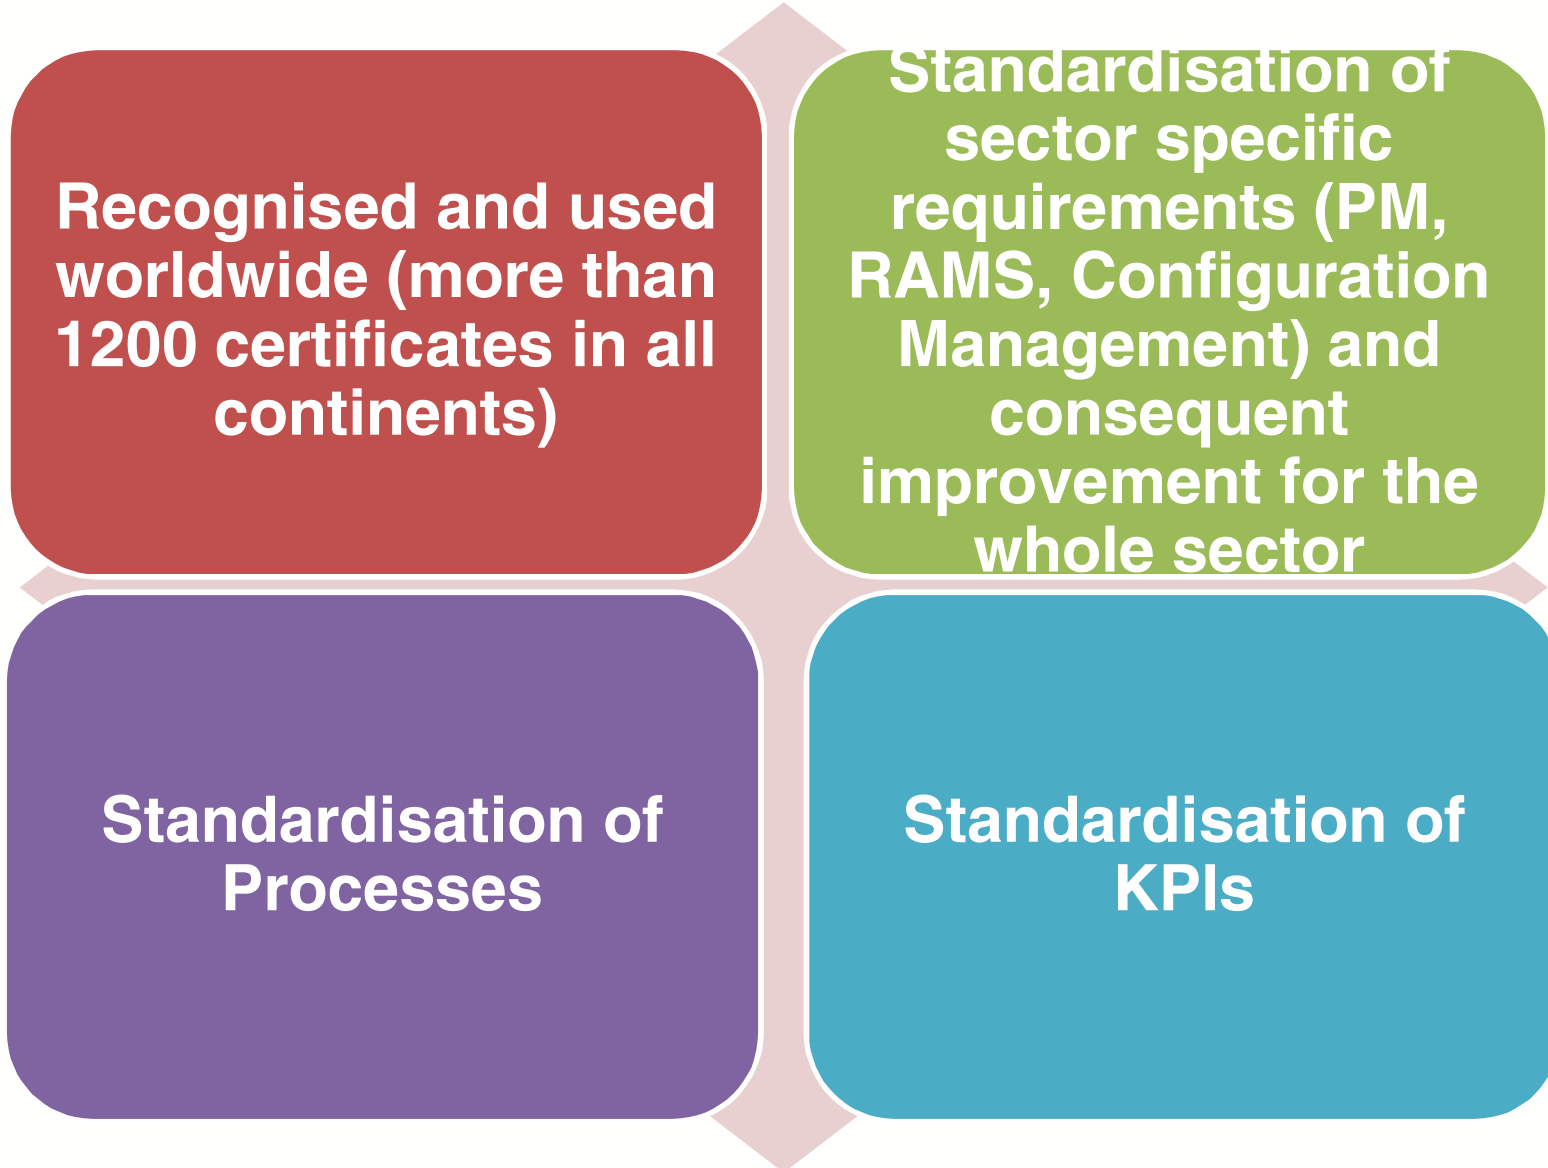 Recognised and used
worldwide (more than
1200 certificates in all
continents)
Standardisation of
sector specific
requirements (PM,
RAMS, Configuration
Management) and
consequent
improvement for the
whole sector
Standardisation of
Processes
Standardisation of
KPIs